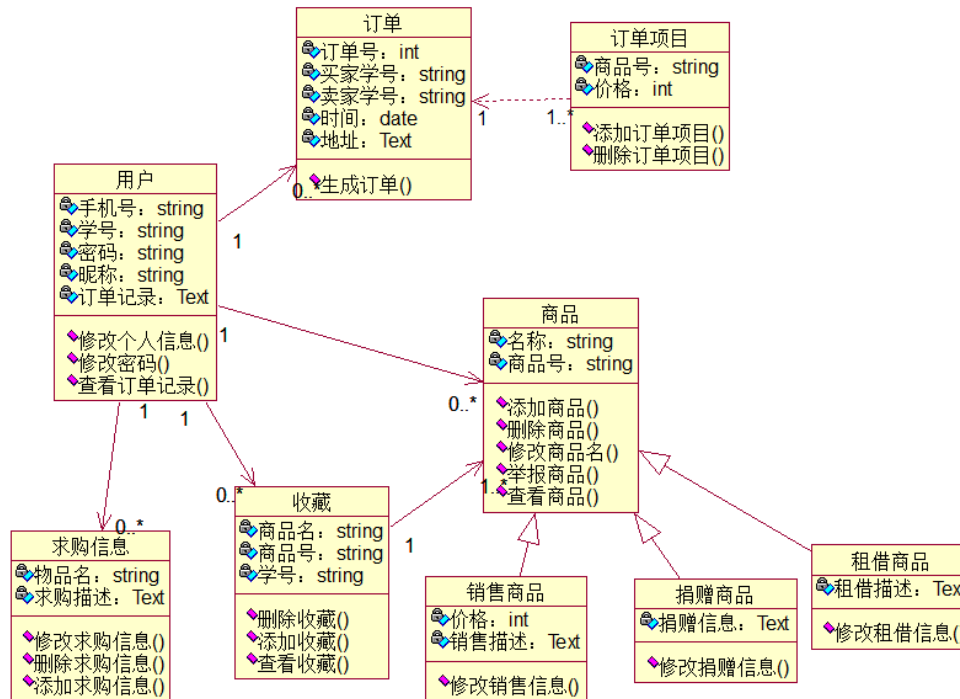 订单
订单号：int
买家学号：string
卖家学号：string
时间：date
地址：Text
生成订单()
订单项目
商品号：string
价格：int
添加订单项目()
删除订单项目()
1
1..*
用户
手机号：string
学号：string
密码：string
昵称：string
订单记录：Text
修改个人信息()
修改密码()
查看订单记录()
0..*
1
1
0..*
1
1
0..*
0..*
商品
名称：string
商品号：string
添加商品()
删除商品()
修改商品名()
举报商品()
查看商品()
1..*
1
求购信息
物品名：string
求购描述：Text
修改求购信息()
删除求购信息()
添加求购信息()
收藏
商品名：string
商品号：string
学号：string
删除收藏()
添加收藏()
查看收藏()
销售商品
价格：int
销售描述：Text
修改销售信息()
捐赠商品
捐赠信息：Text
修改捐赠信息()
租借商品
租借描述：Text
修改租借信息()